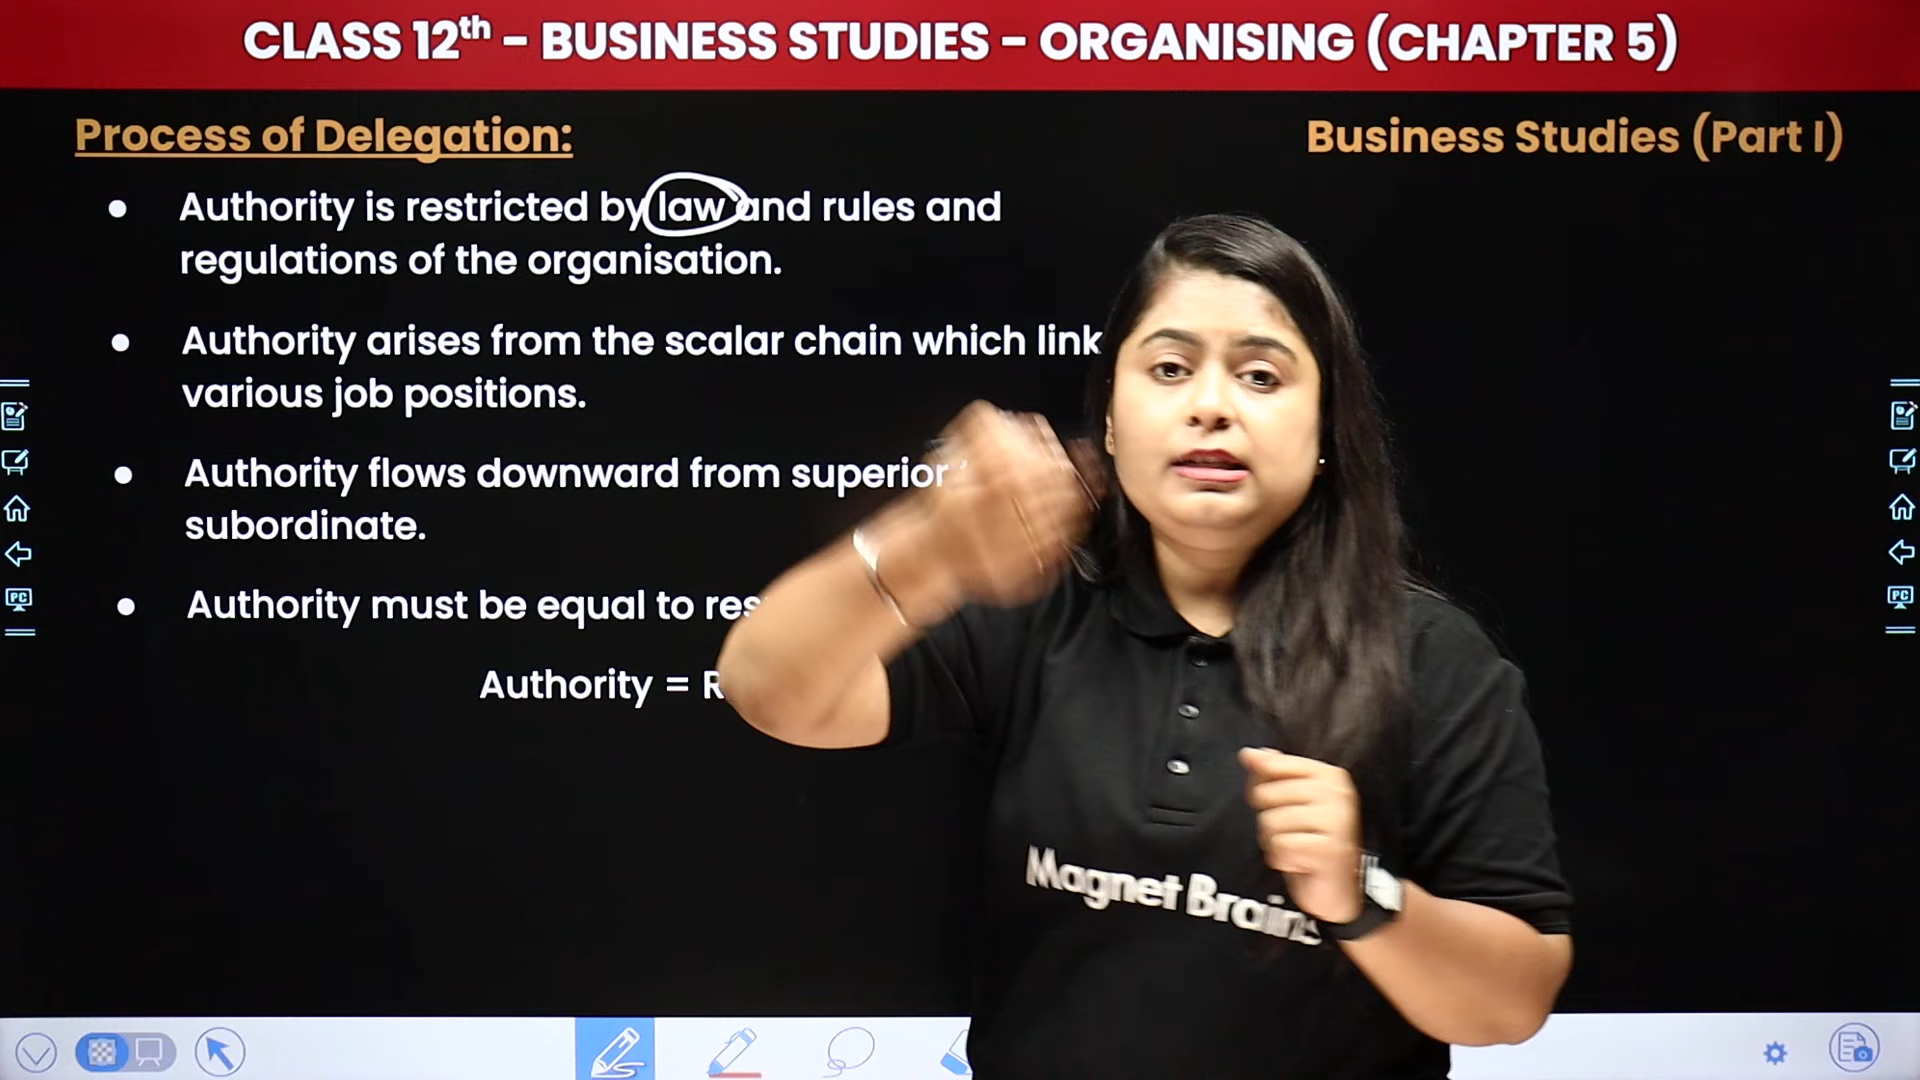 CLASS 12th - BUSINESS STUDIES - ORGANISING (CHAPTER 5)
Process of Delegation:
Business Studies (Part I)
• Authority is restricted by law and rules and
regulations of the organisation.
• Authority arises from the scalar chain which link
various job positions.
• Authority flows downward from superior
subordinate.
• Authority must be equal to
Authority =
Magnet Brains
PC
PC